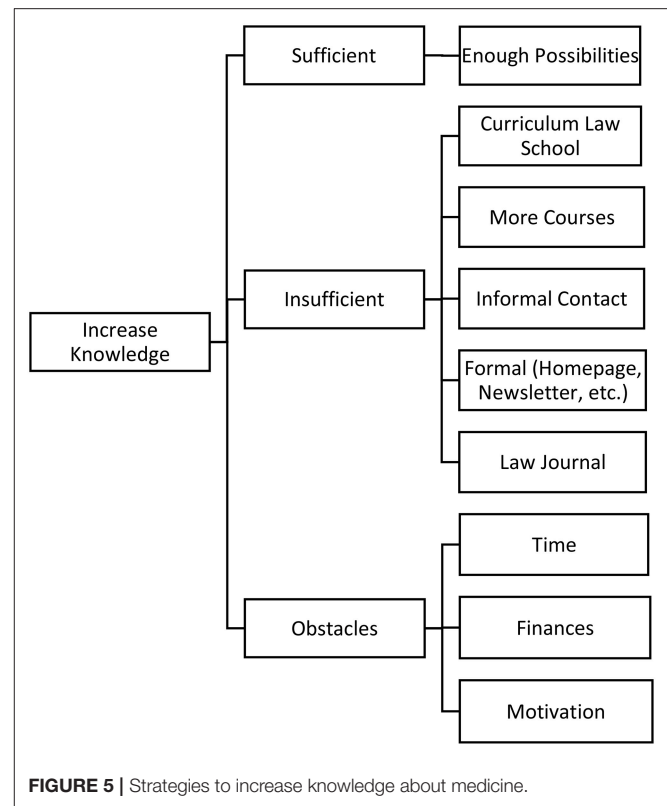 Sufficient
Enough Possibilities
Curriculum Law
School
More Courses
Insufficient
Informal Contact
Increase
Knowledge
Formal (Homepage,
Newsletter, etc.)
Law Journal
Time
Obstacles
Finances
Motivation
FIGURE 5 | Strategies to increase knowledge about medicine.